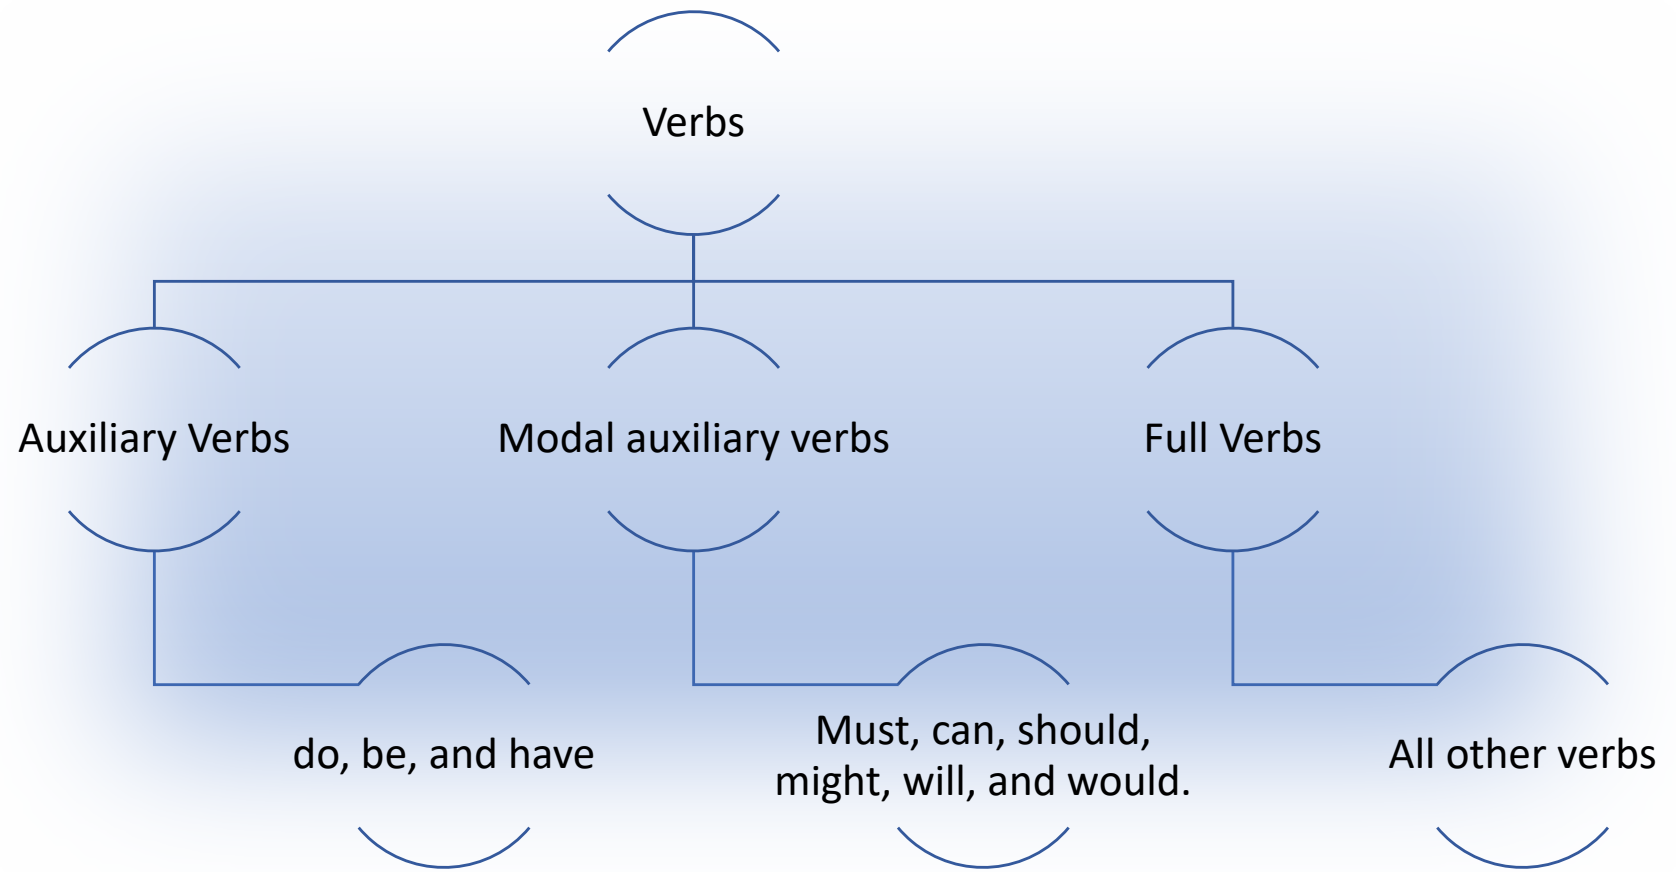 Verbs
Auxiliary Verbs
Modal auxiliary verbs
Full Verbs
do, be, and have
Must, can, should,
might, will, and would.
All other verbs